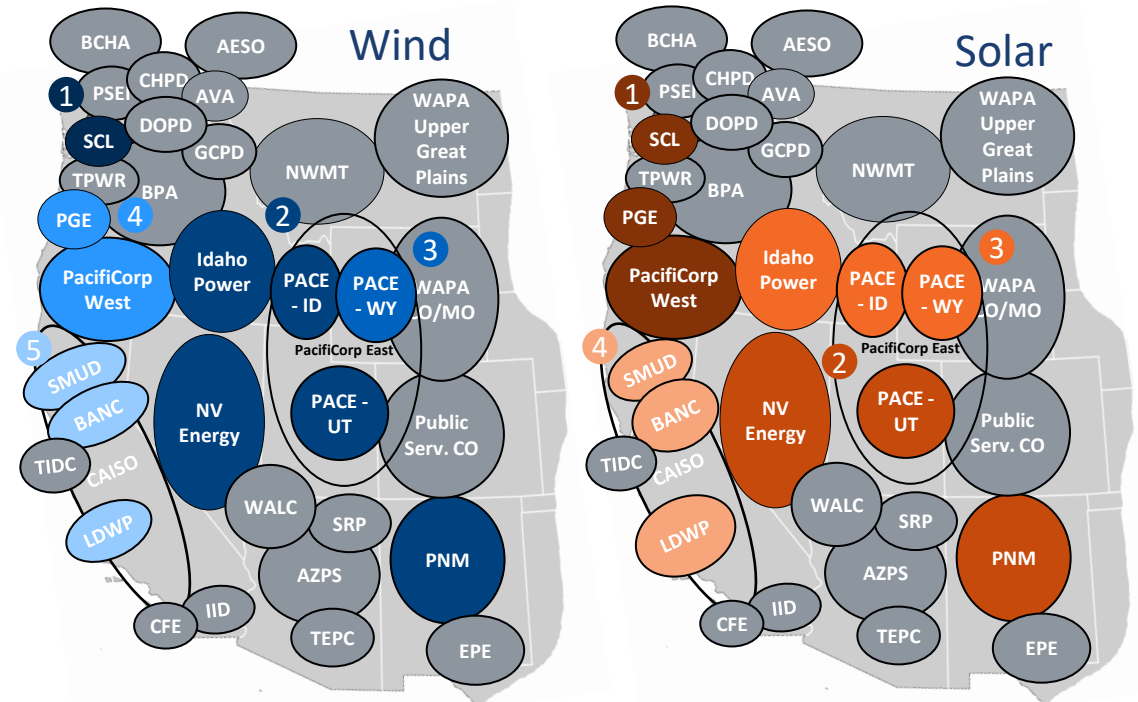 Wind
BCHA
AESO
CHPD
1
PSEI
AVA
WAPA
Upper
Great
Plains
DOPD
SCL
GCPD
NWMT
TPWR
BPA
PGE
4
2
Idaho
Power
3
PacifiCorp
West
PACE
- ID
PACE
- WY
WAPA
CO/MO
PacifiCorp East
5
SMUD
BANC
NV
Energy
PACE -
UT
Public
Serv. CO
TIDC
CAISO
WALC
SRP
LDWP
AZPS
PNM
IID
CFE
TEPC
EPE
Solar
BCHA
AESO
CHPD
1
PSEI
AVA
WAPA
Upper
Great
Plains
DOPD
SCL
GCPD
NWMT
TPWR
BPA
PGE
Idaho
Power
3
PacifiCorp
West
PACE
- ID
PACE
- WY
WAPA
CO/MO
PacifiCorp East
4
2
SMUD
BANC
NV
Energy
PACE -
UT
Public
Serv. CO
TIDC
CAISO
WALC
SRP
LDWP
AZPS
PNM
IID
CFE
TEPC
EPE